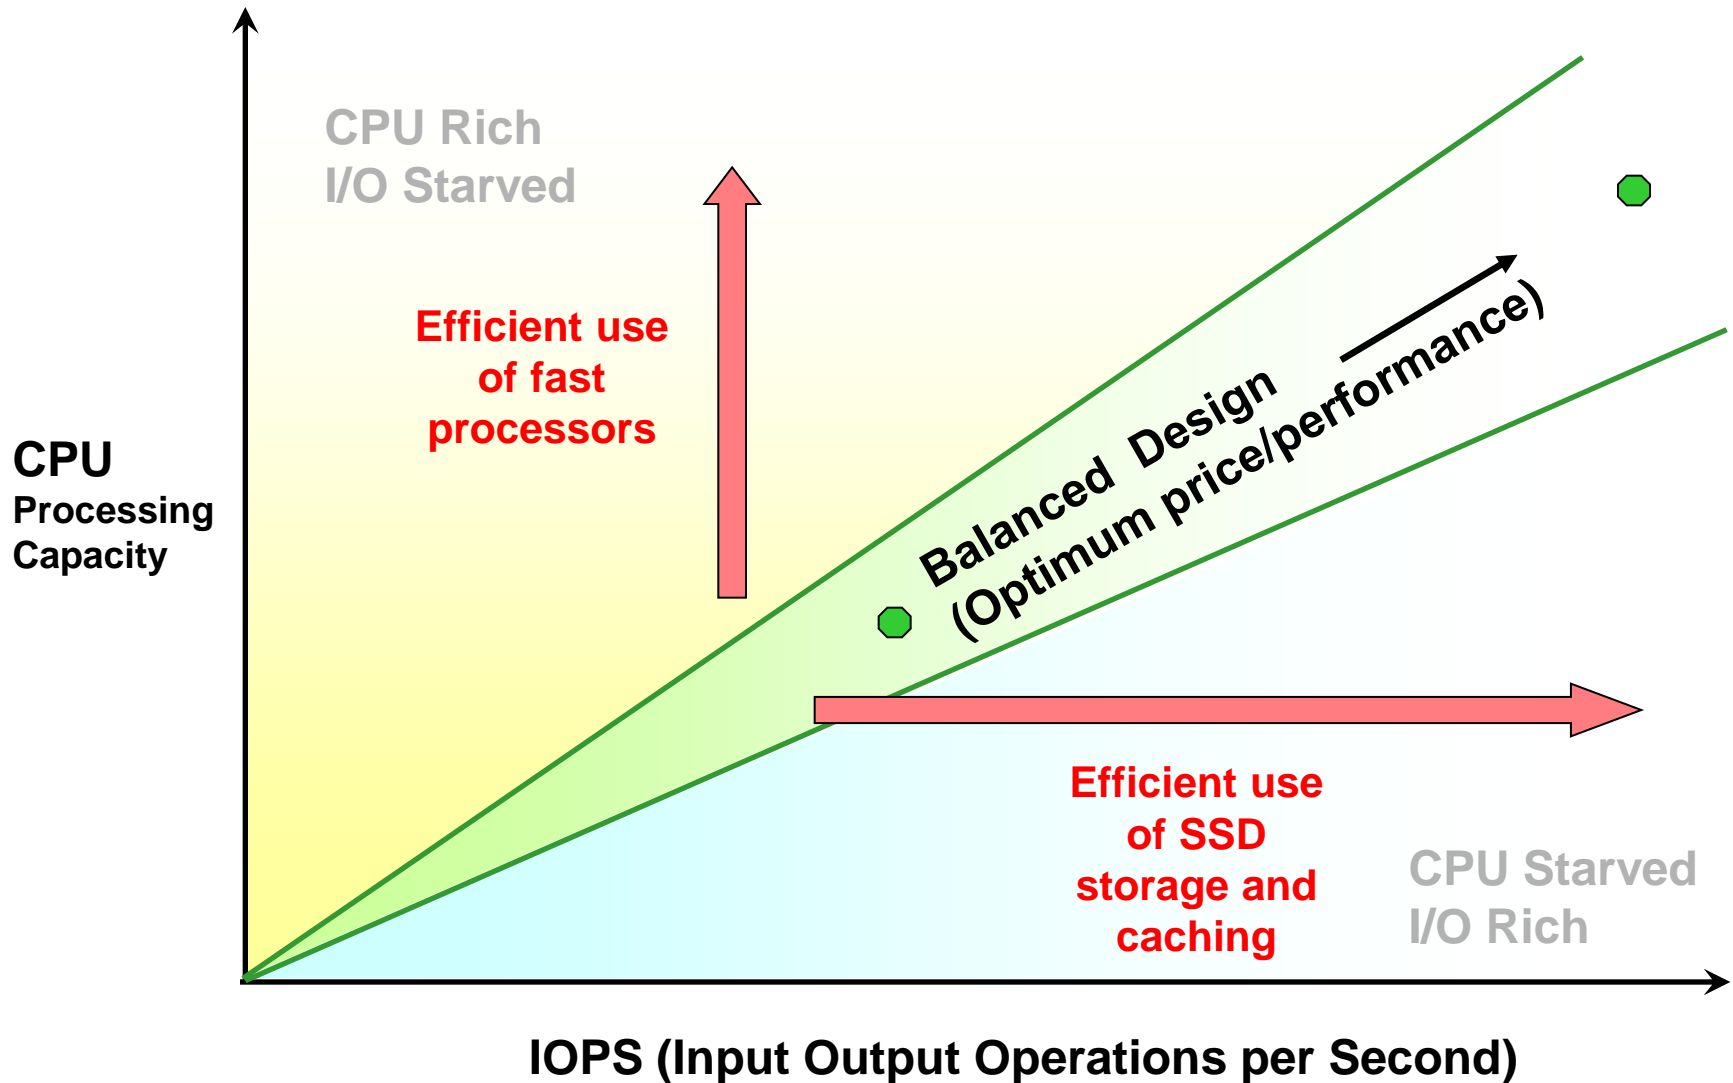 CPU Rich
I/O Starved
Efficient use
of fast
processors
CPU
Processing
Capacity
Balanced Design
(Optimum price/performance)
Efficient use
of SSD
storage and
caching
CPU Starved
I/O Rich
IOPS (Input Output Operations per Second)